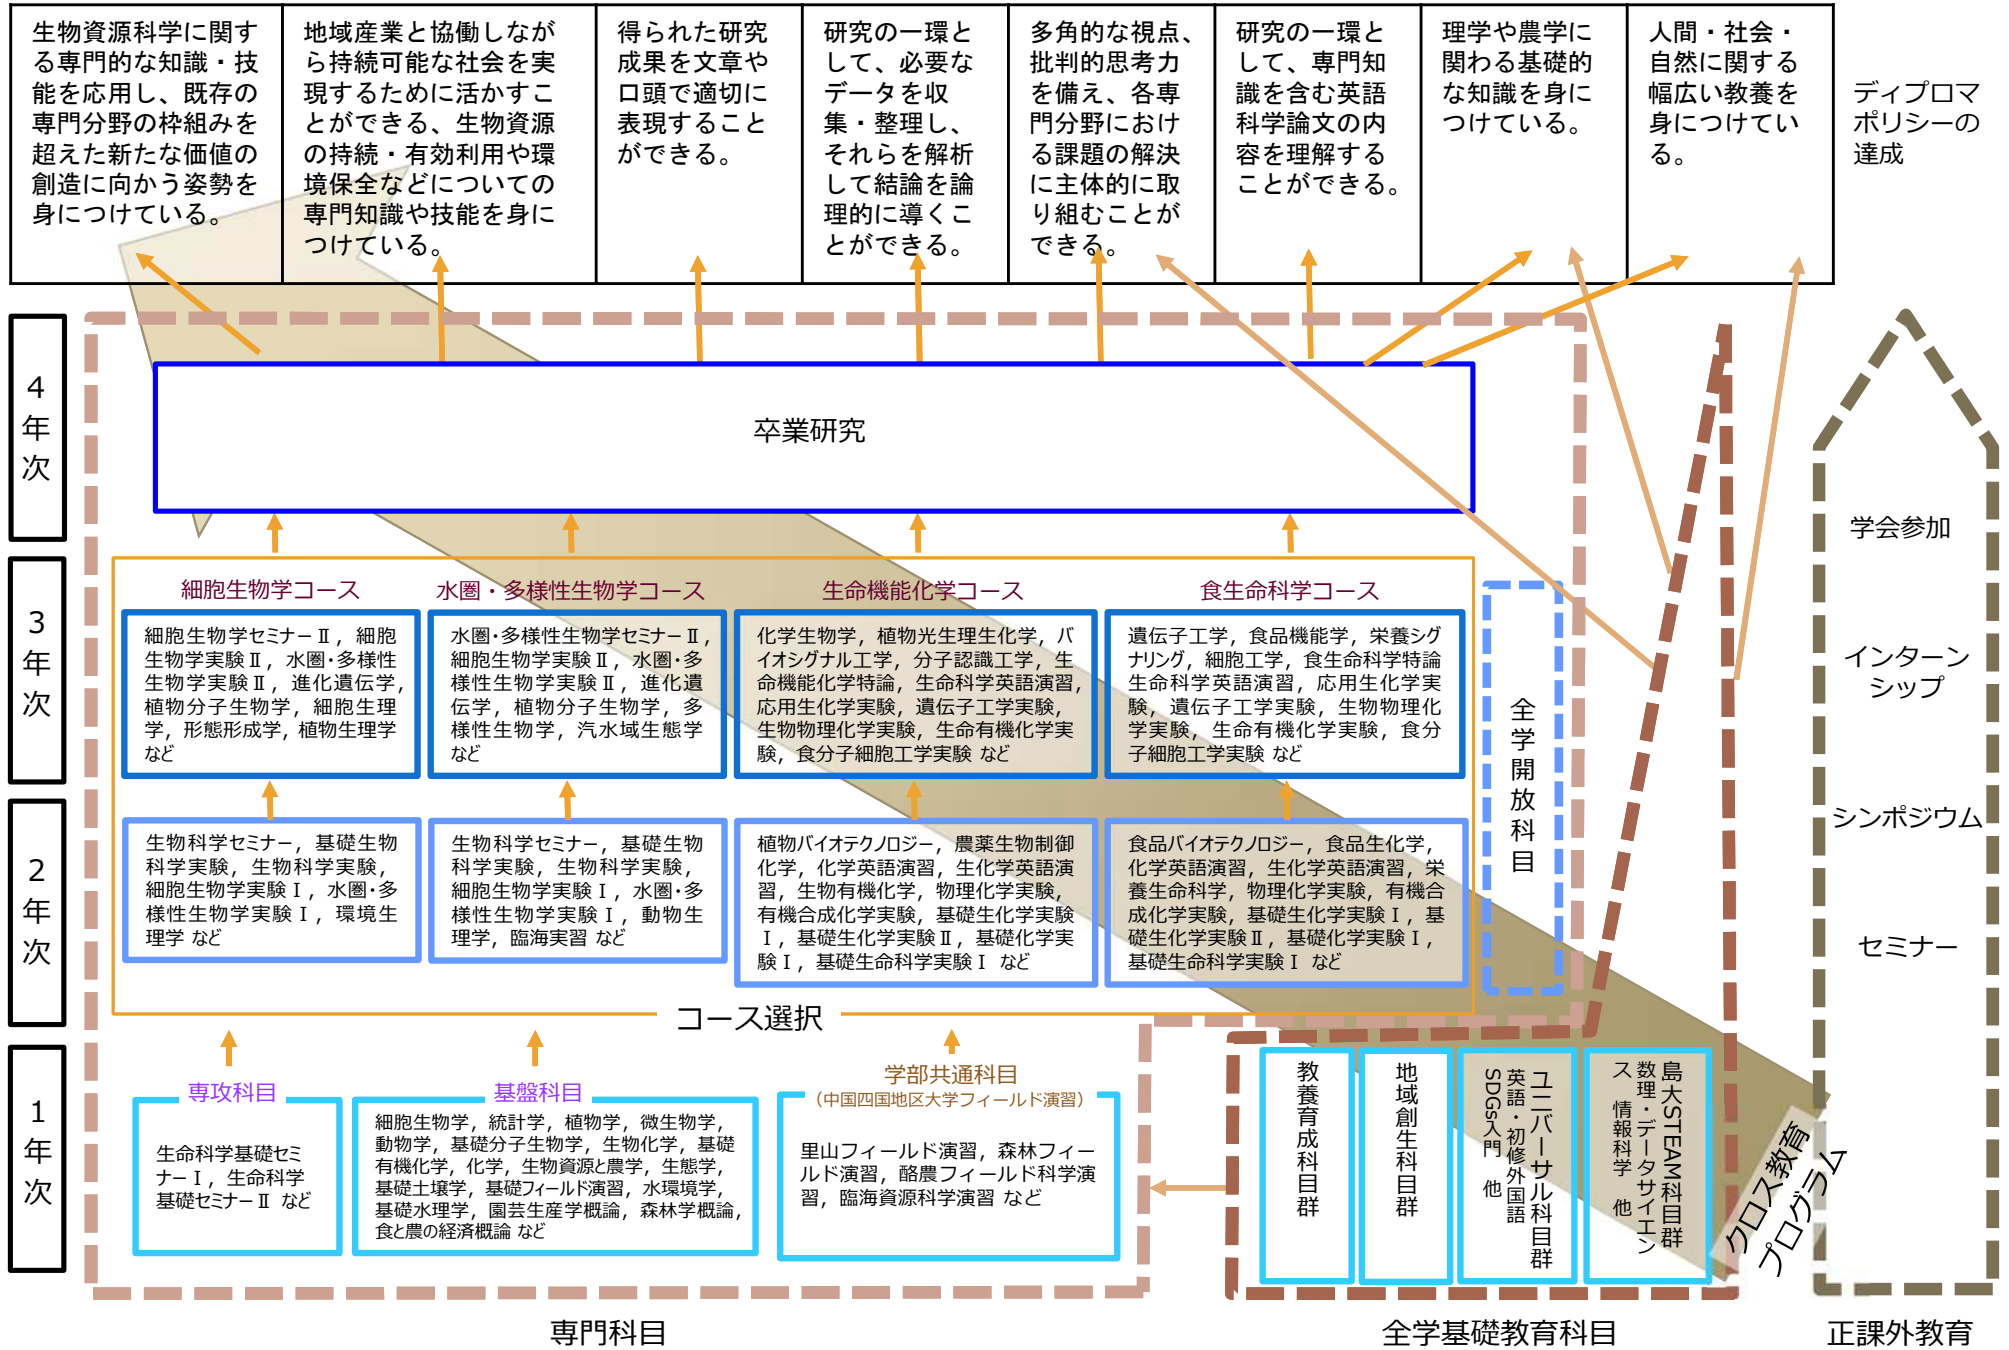 生物資源科学に関す
る専門的な知識・技
能を応用し、既存の
専門分野の枠組みを
超えた新たな価値の
創造に向かう姿勢を
身につけている。
地域産業と協働しなが
ら持続可能な社会を実
現するために活かすこ
とができる、生物資源
の持続・有効利用や環
境保全などについての
専門知識や技能を身に
つけている。
得られた研究
成果を文章や
口頭で適切に
表現すること
ができる。
研究の一環と
して、必要な
データを収
集・整理し、
それらを解析
して結論を論
理的に導くこ
とができる。
多角的な視点、
批判的思考力
を備え、各専
門分野におけ
る課題の解決
に主体的に取
り組むことが
できる。
研究の一環と
して、専門知
識を含む英語
科学論文の内
容を理解する
ことができる。
理学や農学に
関わる基礎的
な知識を身に
つけている。
人間・社会・
自然に関する
幅広い教養を
身につけてい
る。
ディプロマ
ポリシーの
達成
4年次
卒業研究
3年次
細胞生物学コース
細胞生物学セミナーⅡ，細胞
生物学実験Ⅱ，水圏・多様性
生物学実験Ⅱ，進化遺伝学，
植物分子生物学，細胞生理
学，形態形成学，植物生理学
など
水圏・多様性生物学コース
水圏・多様性生物学セミナーⅡ，
細胞生物学実験Ⅱ，水圏・多
様性生物学実験Ⅱ，進化遺
伝学，植物分子生物学，多
様性生物学，汽水域生態学
など
生命機能化学コース
化学生物学，植物光生理生化学，バ
イオシグナル工学，分子認識工学，生
命機能化学特論，生命科学英語演習，
応用生化学実験，遺伝子工学実験，
生物物理化学実験，生命有機化学実
験，食分子細胞工学実験 など
食生命科学コース
遺伝子工学，食品機能学，栄養シグ
ナリング，細胞工学，食生命科学特論
生命科学英語演習，応用生化学実
験，遺伝子工学実験，生物物理化
学実験，生命有機化学実験，食分
子細胞工学実験 など
2年次
生物科学セミナー，基礎生物
科学実験，生物科学実験，
細胞生物学実験Ⅰ，水圏・多
様性生物学実験Ⅰ，環境生
理学 など
生物科学セミナー，基礎生物
科学実験，生物科学実験，
細胞生物学実験Ⅰ，水圏・多
様性生物学実験Ⅰ，動物生
理学，臨海実習 など
植物バイオテクノロジー，農薬生物制御
化学，化学英語演習，生化学英語演
習，生物有機化学，物理化学実験，
有機合成化学実験，基礎生化学実験
Ⅰ，基礎生化学実験Ⅱ，基礎化学実
験Ⅰ，基礎生命科学実験Ⅰ など
食品バイオテクノロジー，食品生化学，
化学英語演習，生化学英語演習，栄
養生命科学，物理化学実験，有機合
成化学実験，基礎生化学実験Ⅰ，基
礎生化学実験Ⅱ，基礎化学実験Ⅰ，
基礎生命科学実験Ⅰ など
全学開放科目
コース選択
1年次
専攻科目
生命科学基礎セミ
ナーⅠ，生命科学
基礎セミナーⅡ など
基盤科目
細胞生物学，統計学，植物学，微生物学，
動物学，基礎分子生物学，生物化学，基礎
有機化学，化学，生物資源と農学，生態学，
基礎土壌学，基礎フィールド演習，水環境学，
基礎水理学，園芸生産学概論，森林学概論，
食と農の経済概論 など
学部共通科目
（中国四国地区大学フィールド演習）
里山フィールド演習，森林フィー
ルド演習，酪農フィールド科学演
習，臨海資源科学演習 など
教養育成科目群
地域創生科目群
ユニバーサル科目群
英語・初修外国語
SDGs入門 他
島大STEAM科目群
数理・データサイエン
ス 情報科学 他
クロス教育
プログラム
学会参加
インターン
シップ
シンポジウム
セミナー
専門科目
全学基礎教育科目
正課外教育